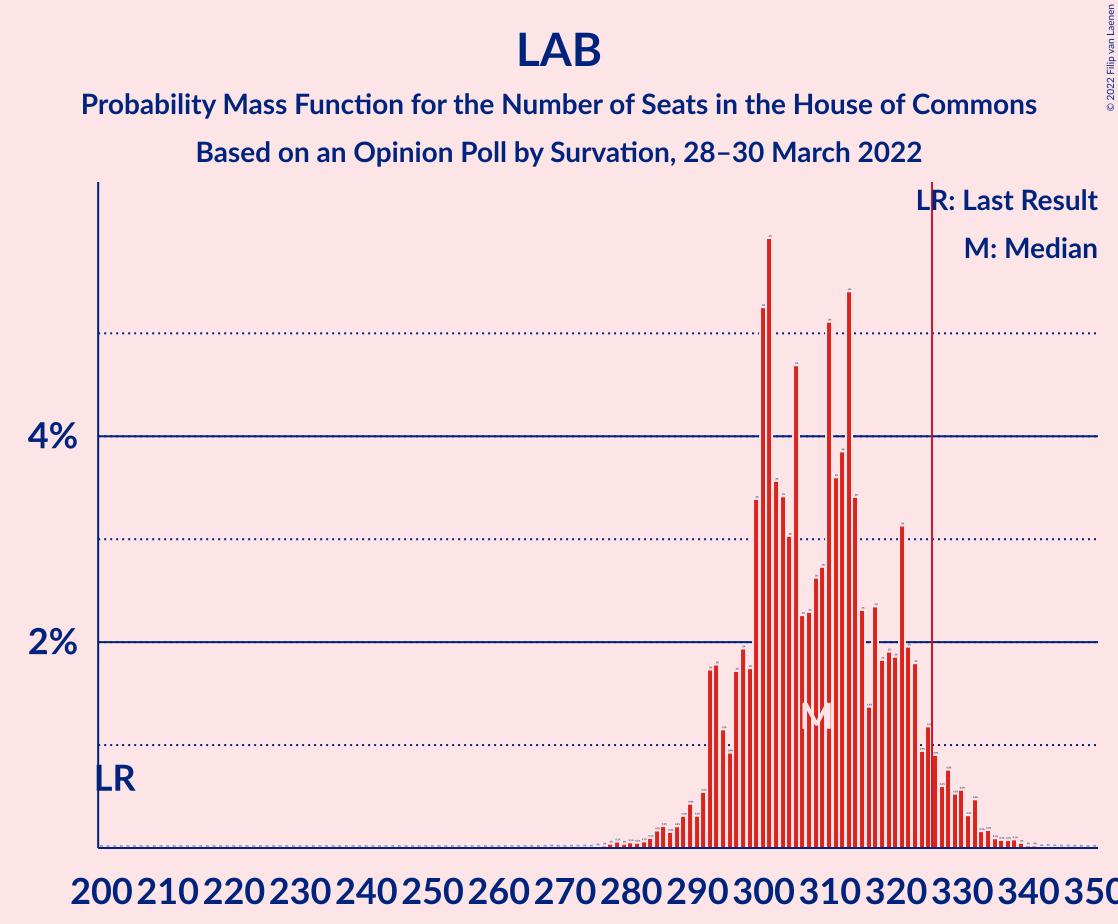 LAB
Probability Mass Function for the Number of Seats in the House of Commons
Based on an Opinion Poll by Survation, 28–30 March 2022
© 2022 Filip van Laenen
LR: Last Result
M: Median
4%
2%
M
LR
200 210 220 230 240 250 260 270 280 290 300 310 320 330 340 350